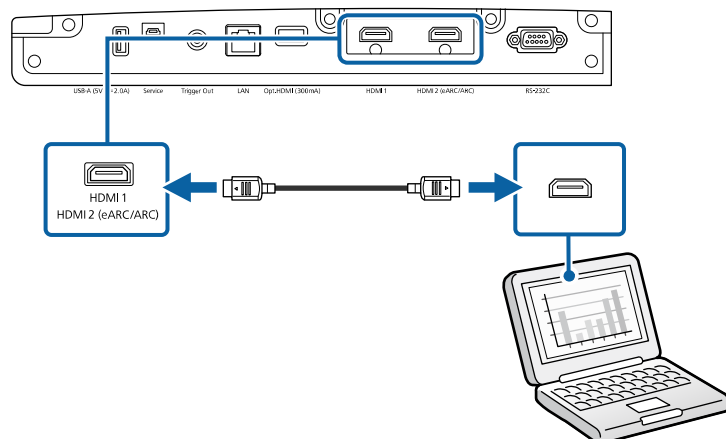 USB-A (5V
2.0A)
Service
Trigger Out
LAN
Opt.HDMI (300mA)
HDMI 1
HDMI 2 (eARC/ARC)
RS-232C
HDMI 1
HDMI 2 (eARC/ARC)